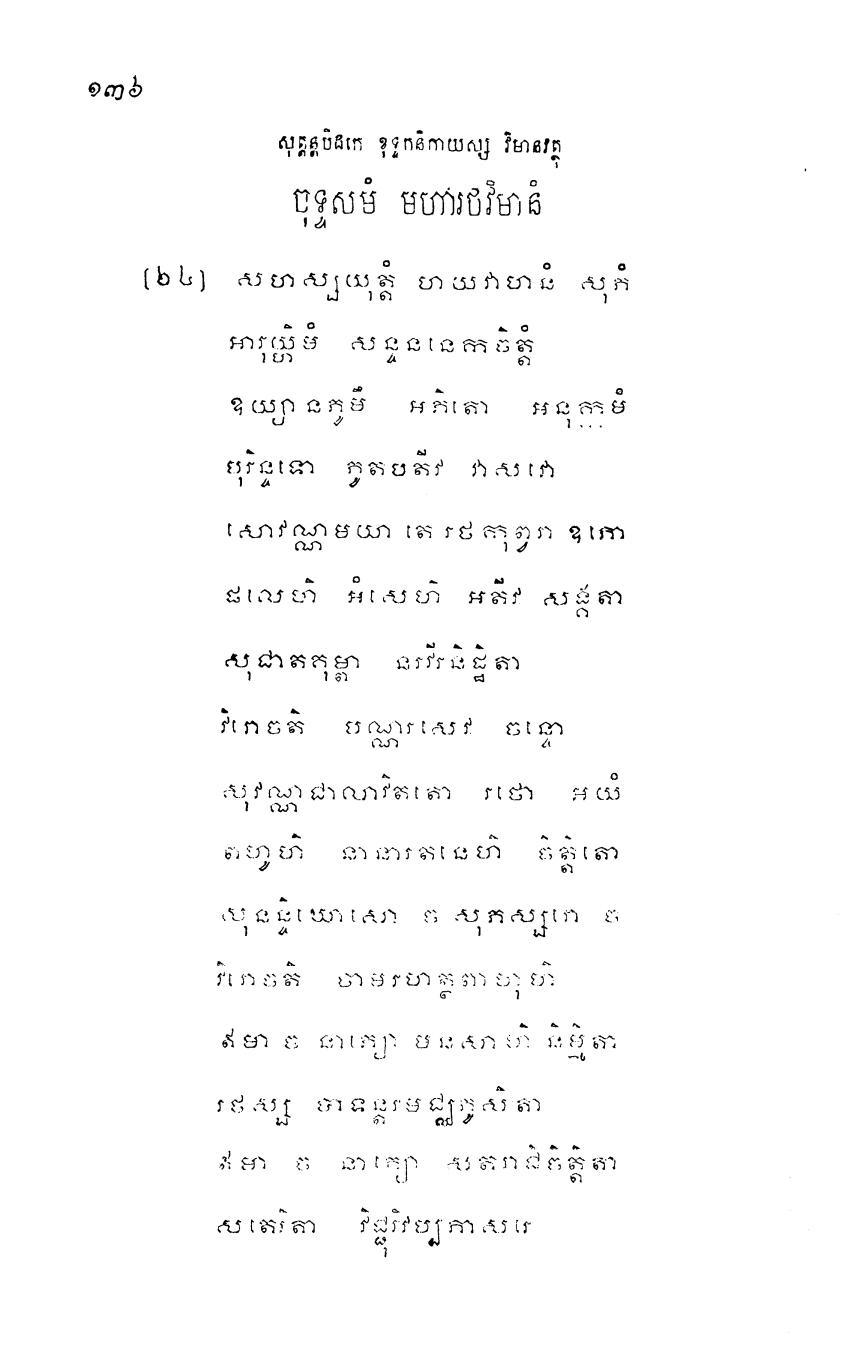 ១៣៦
សុត្តន្តបិដកេ ខុទ្ទកនិកាយស្ស វិមានវត្ថុ
ចុទ្ទសមំ មហារថវិមានំ
(២៤) សហស្សយុត្តំ ហយវាហនំ សុភំ
អារុយ្ហិមំ សន្ទននេកចិត្តំ
ឧយ្យានភូមឹ អភិតោ អនុក្កមំ
បុរិន្ទទោ ភូតបតីវ វាសវោ
សោវណ្ណមយា តេ រថកុព្វរា ឧភោ
ផលេហិ អំសេហិ អតីវ សង្គតា
សុជាតគុម្ពា នរវីរនិដ្ឋិតា
វិរោចតិ បណ្ណរសេវ ចន្ទោ
សុវណ្ណជាលាវិតតោ រថោ អយំ
ពហូហិ នានារតនេហិ ចិត្តិតោ
សុនន្ទិឃោសោ ច សុភស្សរោ ច
វិរោចតិ ចាមរហត្ថពាហុហិ
ឥមា ច នាភ្យោ មនសាហិ និម្មិតា
រថស្ស បាទន្តរមជ្ឈភូសិតា
ឥមា ច នាភ្យោ សតរាជិចិត្តិតា
សតេរិតា វិជ្ជុរិវប្បភាសរេ